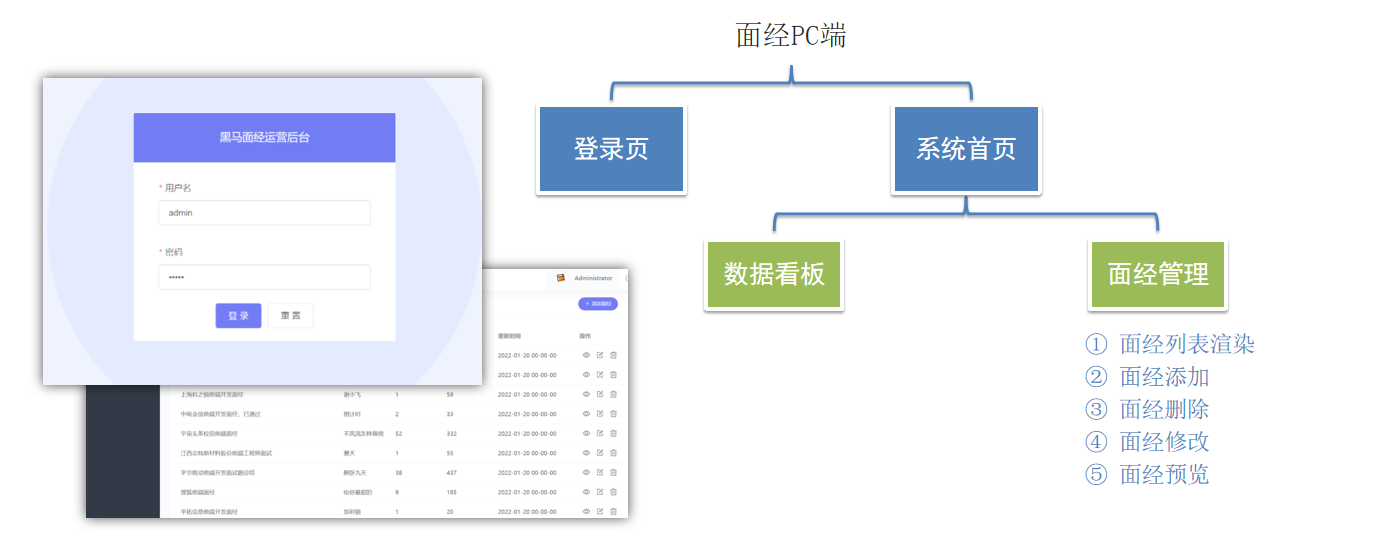 面经PC端
登录页
系统首页
数据看板
面经管理
① 面经列表渲染
② 面经添加
③ 面经删除
④ 面经修改
⑤ 面经预览
黑马面经运营后台
* 用户名
admin
* 密码
•••••
登 录
重 置
Administrator
+ 添加面经
更新时间 操作
2022-01-20 00-00-00
2022-01-20 00-00-00
上海科之锐前端开发面经 谢小飞 1 59 2022-01-20 00-00-00
中电金信前端开发面经，已通过 倒计时 2 33 2022-01-20 00-00-00
宇宙头条校招前端面经 不风流怎样倜傥 52 332 2022-01-20 00-00-00
江西志特新材料股份前端工程师面试 夏天 1 55 2022-01-20 00-00-00
字节跳动前端开发面试题总结 醉卧九天 38 437 2022-01-20 00-00-00
搜狐前端面经 给你最甜的 9 185 2022-01-20 00-00-00
平拓信息前端开发面经 加利顿 1 20 2022-01-20 00-00-00